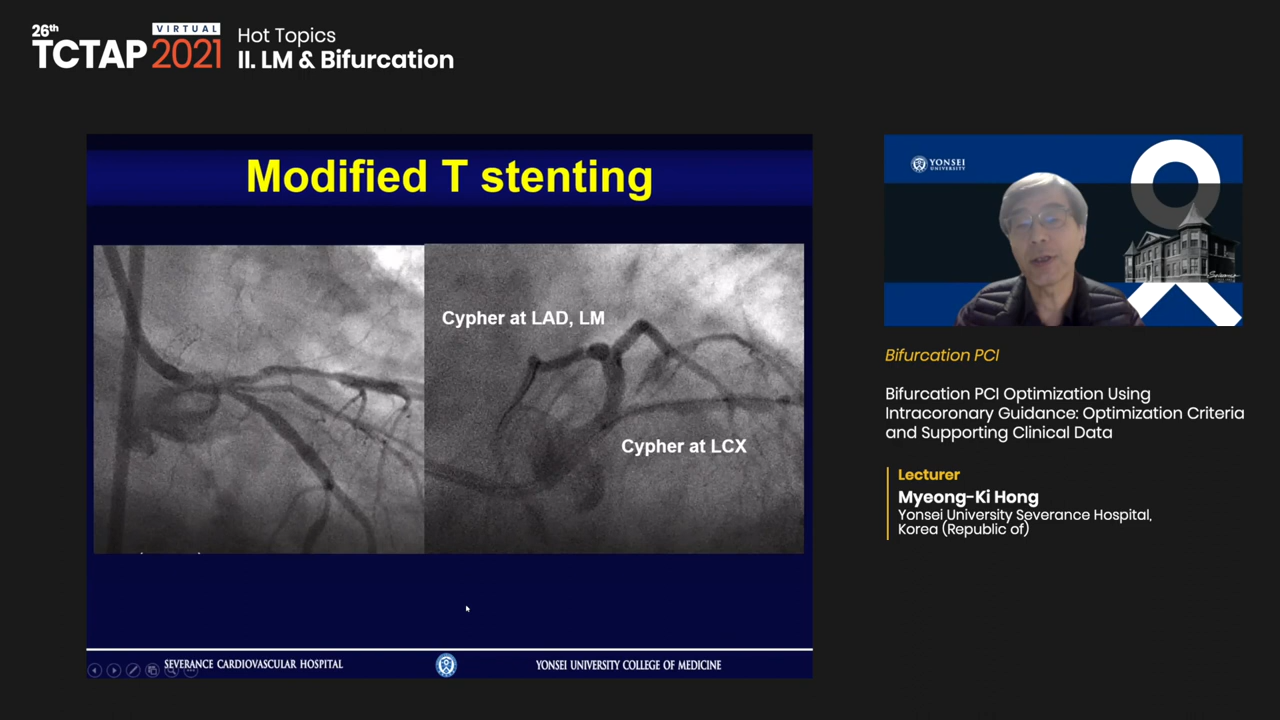 26th
VIRTUAL
TCTAP 2021
Hot Topics
II. LM & Bifurcation
Modified T stenting
Cypher at LAD, LM
Cypher at LCX
SEVERANCE CARDIOVASCULAR HOSPITAL
YONSEI UNIVERSITY COLLEGE OF MEDICINE
YONSEI
UNIVERSITY
Severance
Bifurcation PCI
Bifurcation PCI Optimization Using
Intracoronary Guidance: Optimization Criteria
and Supporting Clinical Data
Lecturer
Myeong-Ki Hong
Yonsei University Severance Hospital,
Korea (Republic of)